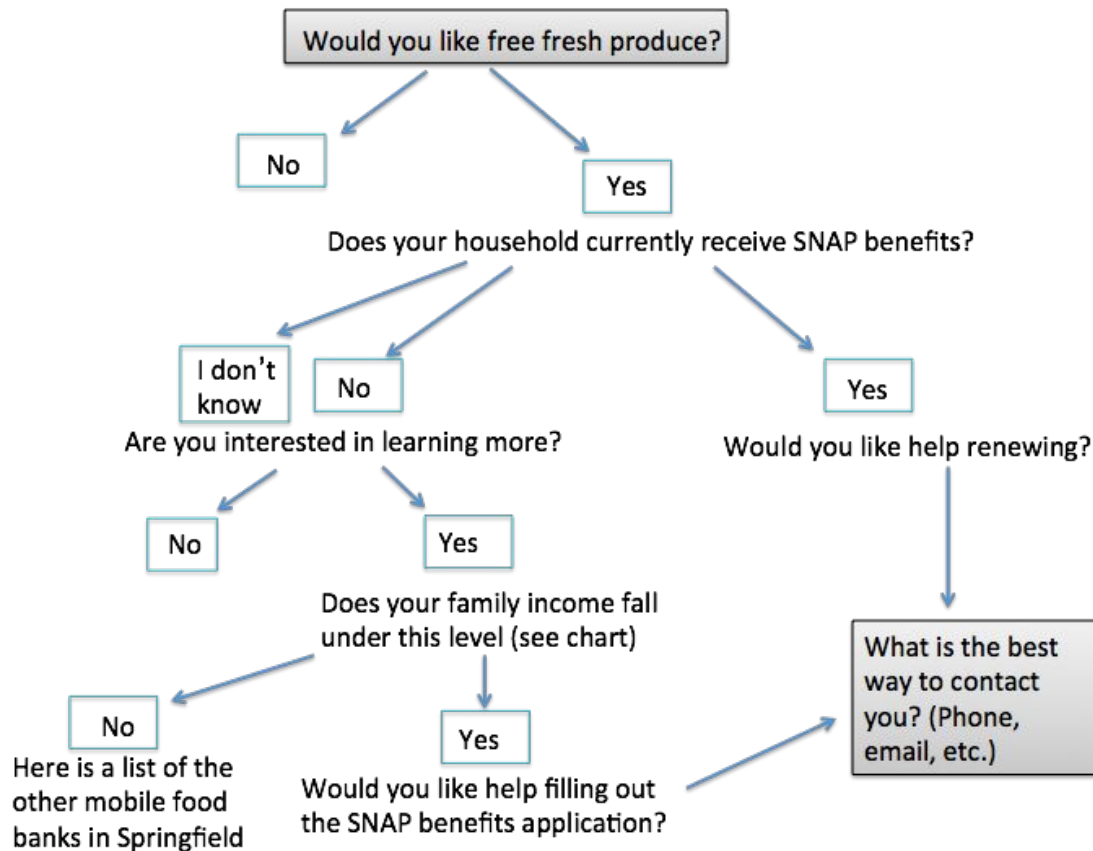 Would you like free fresh produce?
No
Yes
Does your household currently receive SNAP benefits?
I don't
know
No
Yes
Are you interested in learning more?
Would you like help renewing?
No
Yes
Does your family income fall
under this level (see chart)
What is the best
way to contact
you? (Phone,
email, etc.)
No
Yes
Here is a list of the
other mobile food
banks in Springfield
Would you like help filling out
the SNAP benefits application?